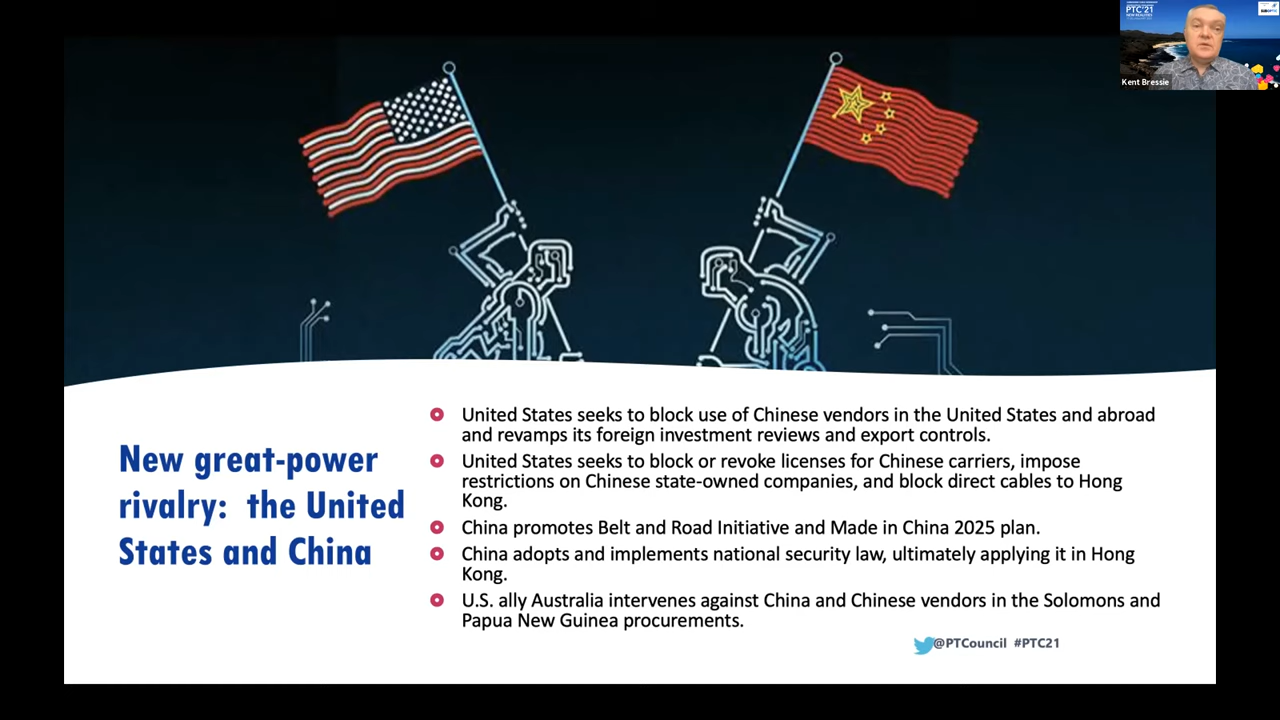 PTC'21
NEW REALITIES
SUBOPTIC
Kent Bressie
New great-power
rivalry:  the United
States and China
United States seeks to block use of Chinese vendors in the United States and abroad
and revamps its foreign investment reviews and export controls.
United States seeks to block or revoke licenses for Chinese carriers, impose
restrictions on Chinese state-owned companies, and block direct cables to Hong
Kong.
China promotes Belt and Road Initiative and Made in China 2025 plan.
China adopts and implements national security law, ultimately applying it in Hong
Kong.
U.S. ally Australia intervenes against China and Chinese vendors in the Solomons and
Papua New Guinea procurements.
@PTCouncil  #PTC21